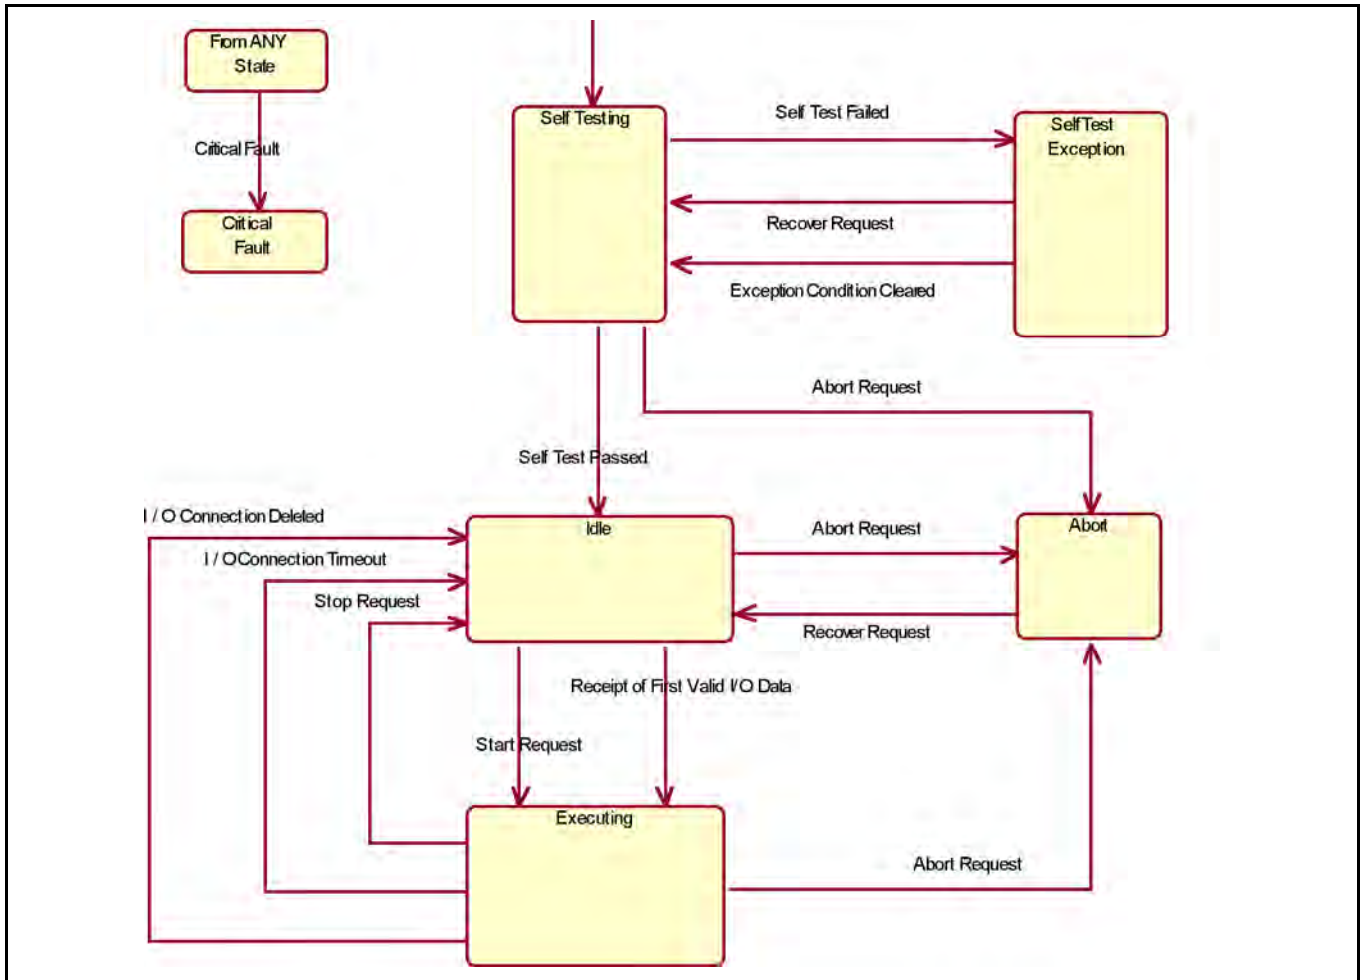 From ANY
State
Critical Fault
Critical
Fault
Self Testing
Self Test Failed
Self Test
Exception
Recover Request
Exception Condition Cleared
Abort Request
Self Test Passed
I / O Connection Deleted
I / O Connection Timeout
Stop Request
Idle
Abort Request
Abort
Recover Request
Receipt of First Valid I/O Data
Start Request
Executing
Abort Request